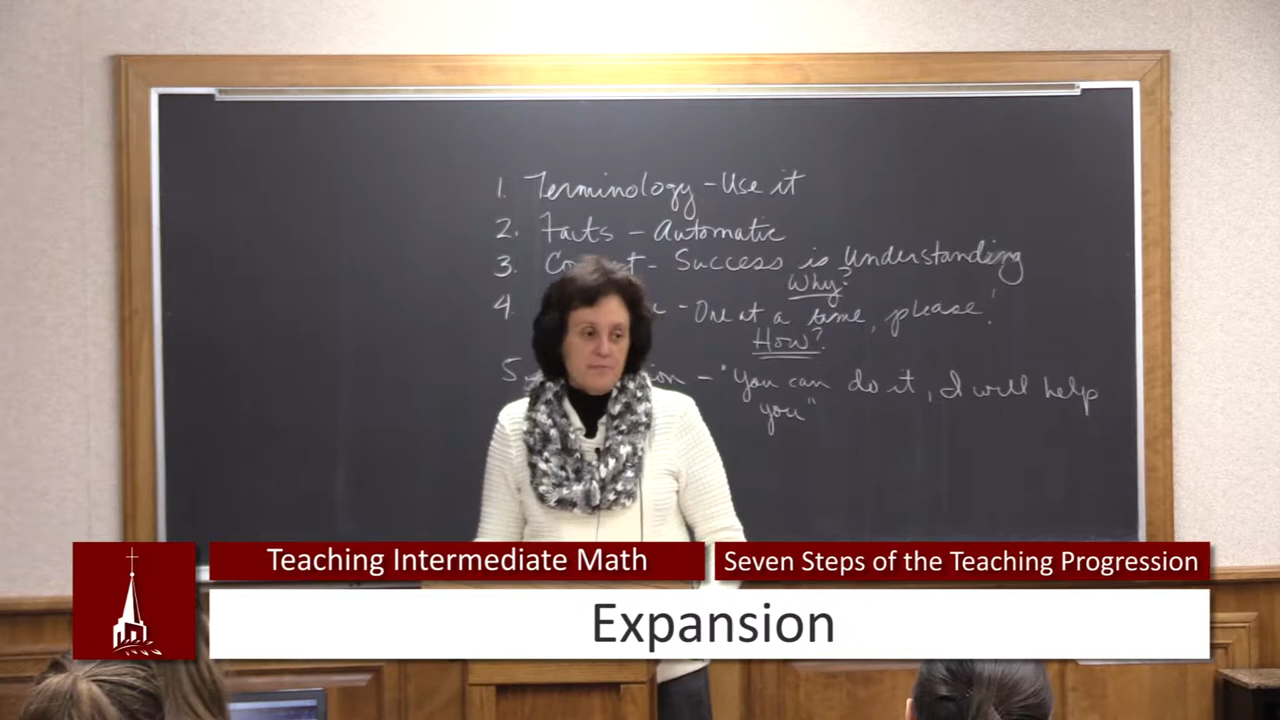 1. Terminology - Use it
2. Facts - Automatic
3. - Success is Understanding
Why?
4. - One at a time, please!
How?
5. - "You can do it, I will help
you"
Teaching Intermediate Math
Seven Steps of the Teaching Progression
Expansion